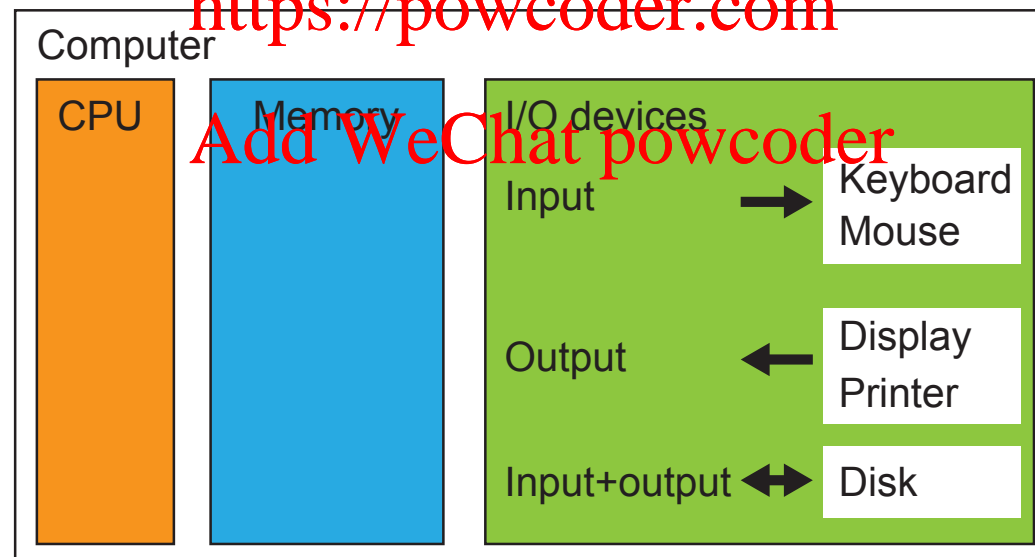 https://powcoder.com
Computer
CPU
Memory
I/O devices
Add WeChat powcoder
Input
Keyboard
Mouse
Output
Display
Printer
Input+output
Disk